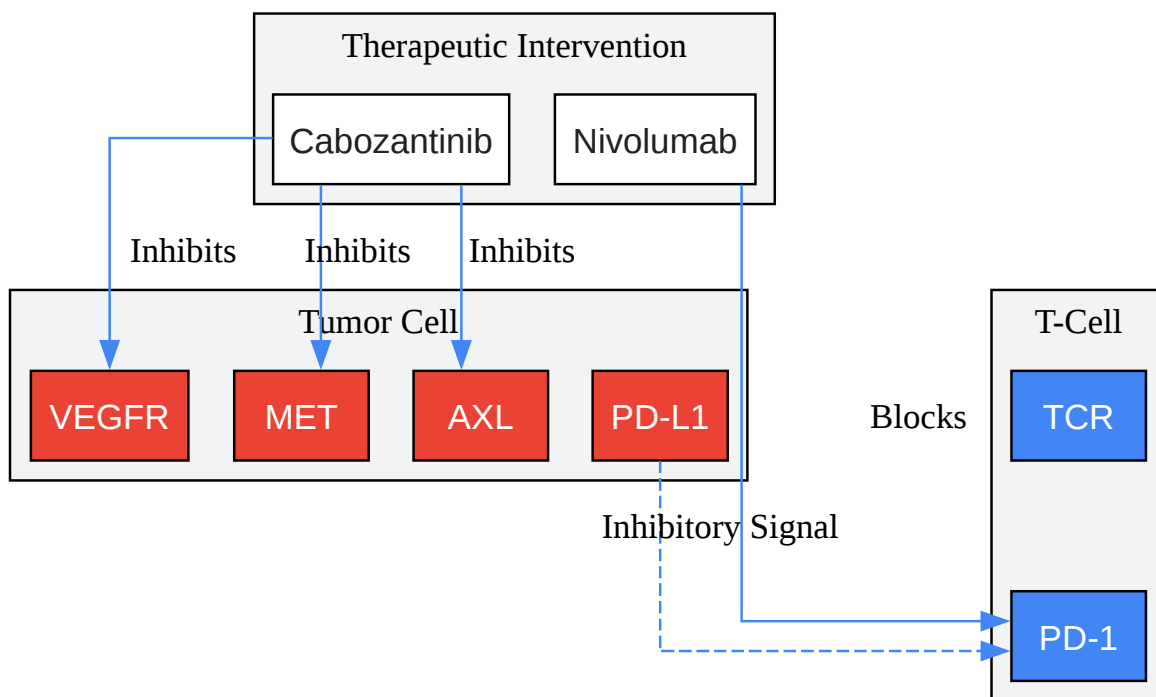 Therapeutic Intervention
Cabozantinib
Nivolumab
Inhibits
Inhibits
Inhibits
Tumor Cell
T-Cell
VEGFR
MET
AXL
PD-L1
Blocks
TCR
Inhibitory Signal
PD-1